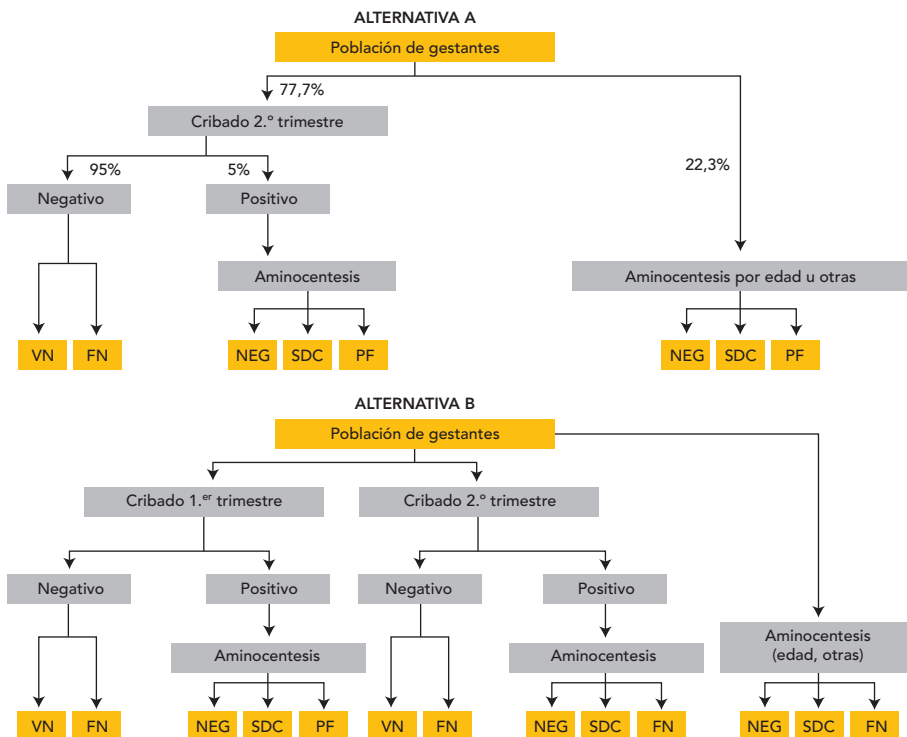 ALTERNATIVA A
Población de gestantes
77,7%
Cribado 2.º trimestre
22,3%
95%
5%
Negativo
Positivo
Aminocentesis
Aminocentesis por edad u otras
VN
FN
NEG
SDC
PF
NEG
SDC
PF
ALTERNATIVA B
Población de gestantes
Cribado 1.er trimestre
Cribado 2.º trimestre
Negativo
Positivo
Negativo
Positivo
Aminocentesis
Aminocentesis
Aminocentesis
(edad, otras)
VN
FN
NEG
SDC
PF
VN
FN
NEG
SDC
FN
NEG
SDC
FN